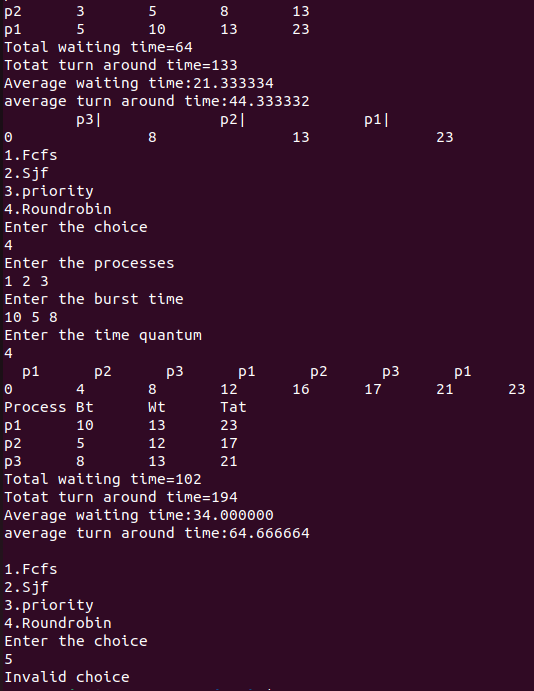 p2 3 5 8 13
p1 5 10 13 23
Total waiting time=64
Totat turn around time=133
Average waiting time:21.333334
average turn around time:44.333332
p3| p2| p1|
0 8 13 23
1.Fcfs
2.Sjf
3.priority
4.Roundrobin
Enter the choice
4
Enter the processes
1 2 3
Enter the burst time
10 5 8
Enter the time quantum
4
p1 p2 p3 p1 p2 p3 p1
0 4 8 12 16 17 21 23
Process Bt Wt Tat
p1 10 13 23
p2 5 12 17
p3 8 13 21
Total waiting time=102
Totat turn around time=194
Average waiting time:34.000000
average turn around time:64.666664
1.Fcfs
2.Sjf
3.priority
4.Roundrobin
Enter the choice
5
Invalid choice